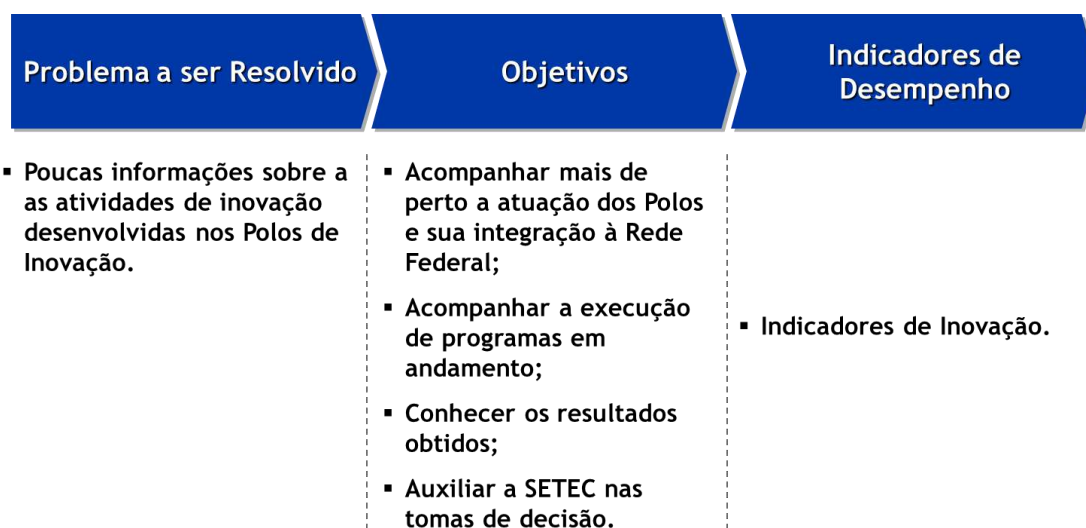 Problema a ser Resolvido
Objetivos
Indicadores de
Desempenho
▪ Poucas informações sobre a
as atividades de inovação
desenvolvidas nos Polos de
Inovação.
▪ Acompanhar mais de
perto a atuação dos Polos
e sua integração à Rede
Federal;
▪ Acompanhar a execução
de programas em
andamento;
▪ Conhecer os resultados
obtidos;
▪ Auxiliar a SETEC nas
tomas de decisão.
▪ Indicadores de Inovação.